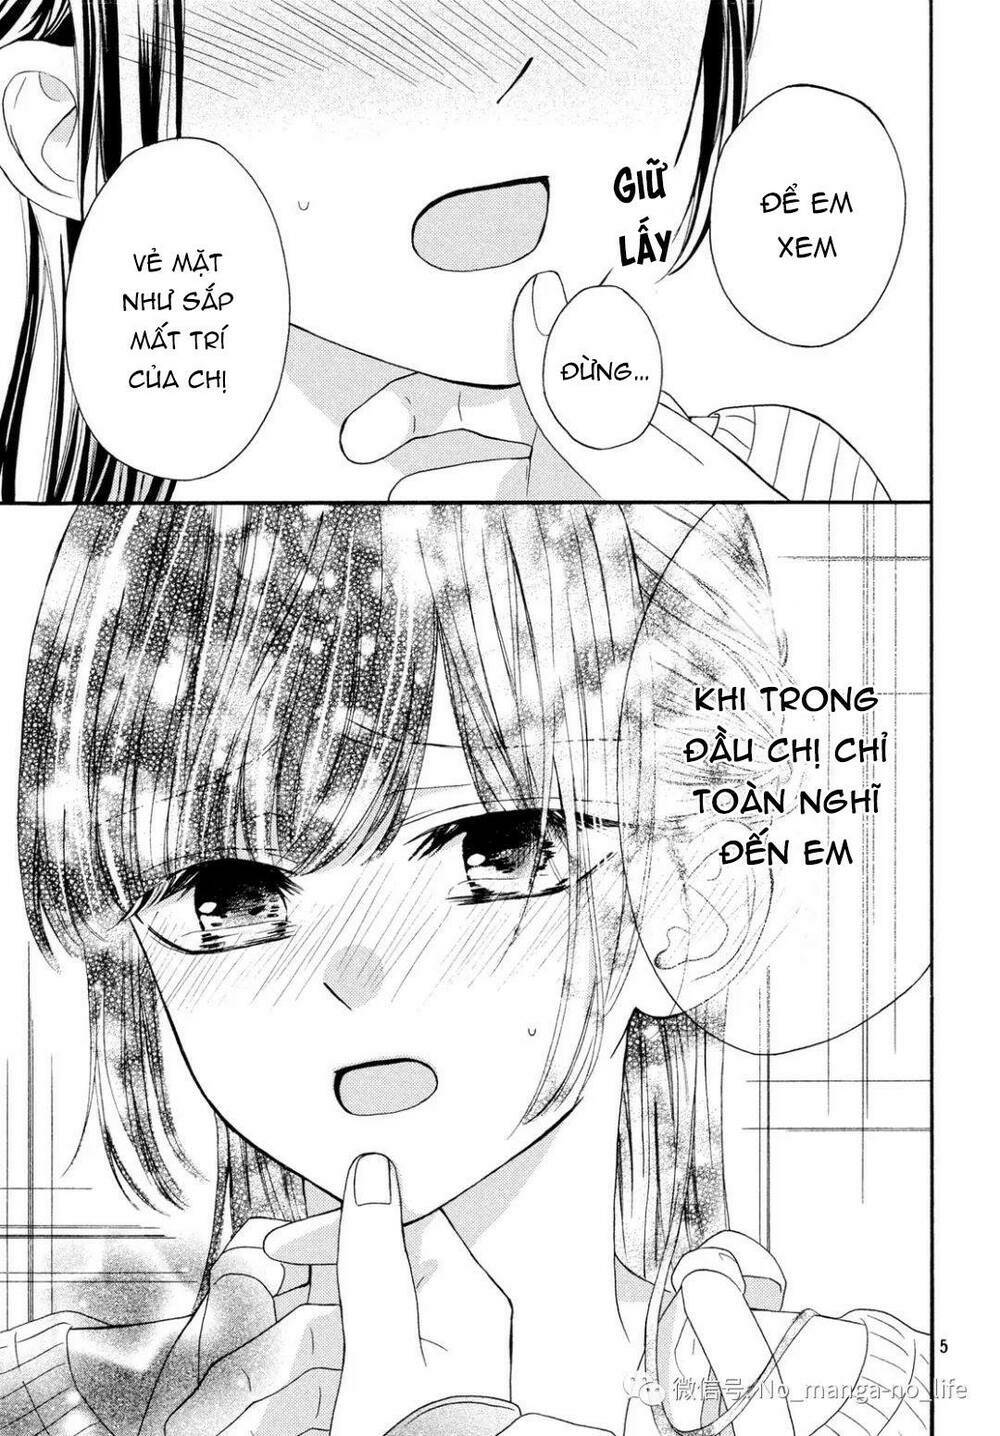 ĐỂ EM
XEM
GIỮ
LẤY
ĐỪNG...
VẺ MẶT
NHƯ SẮP
MẤT TRÍ
CỦA CHỊ
KHI TRONG
ĐẦU CHỊ CHỈ
TOÀN NGHĨ
ĐẾN EM
5
微信号:No_manga-no_life